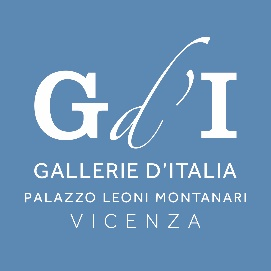 Gd'I
GALLERIE D'ITALIA
PALAZZO LEONI MONTANARI
VICENZA